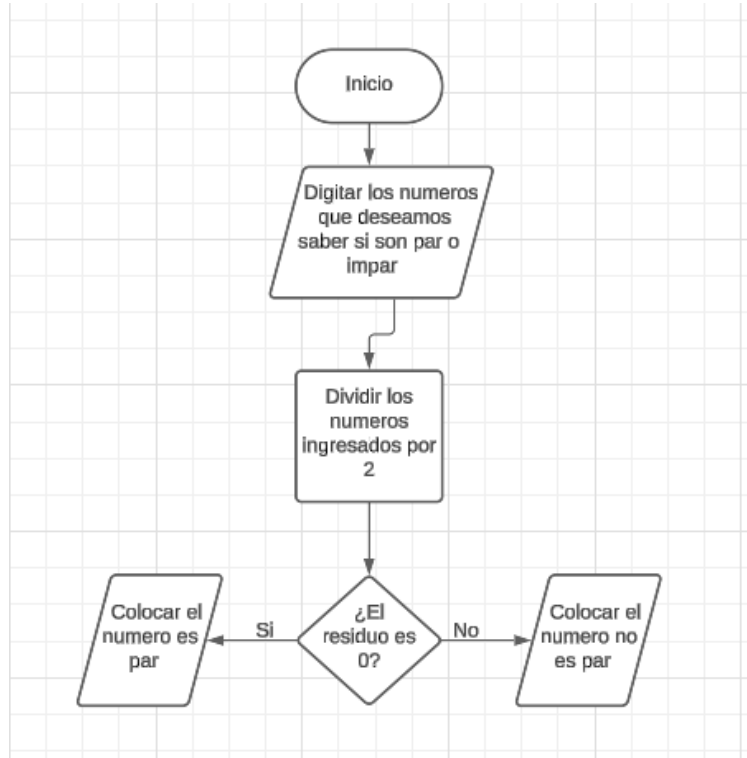 Inicio
Digitar los numeros
que deseamos
saber si son par o
impar
Dividir los
numeros
ingresados por
2
Colocar el
numero es
par
Si
¿El
residuo es
0?
No
Colocar el
numero no
es par